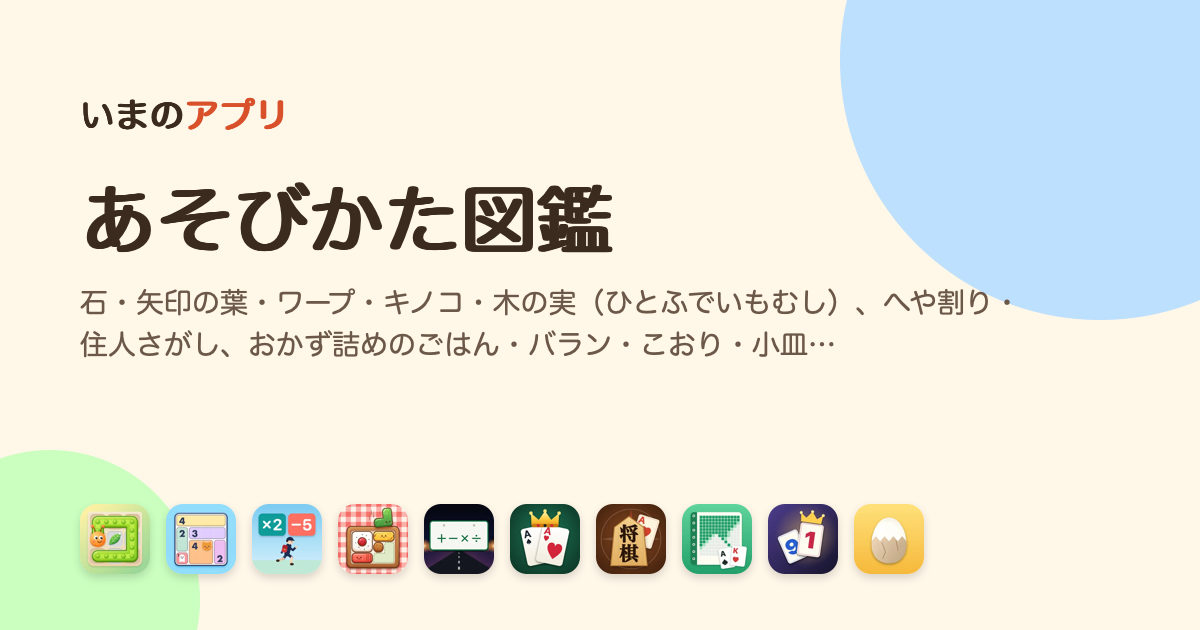 いまのアプリ
あそびかた図鑑
石・矢印の葉・ワープ・キノコ・木の実（ひとふでいもむし）、へや割り・
住人さがし、おかず詰めのごはん・バラン・こおり・小皿…
4
2 3
4
2
×2 −5
+−×÷
A A
将棋
A
A K
9 1